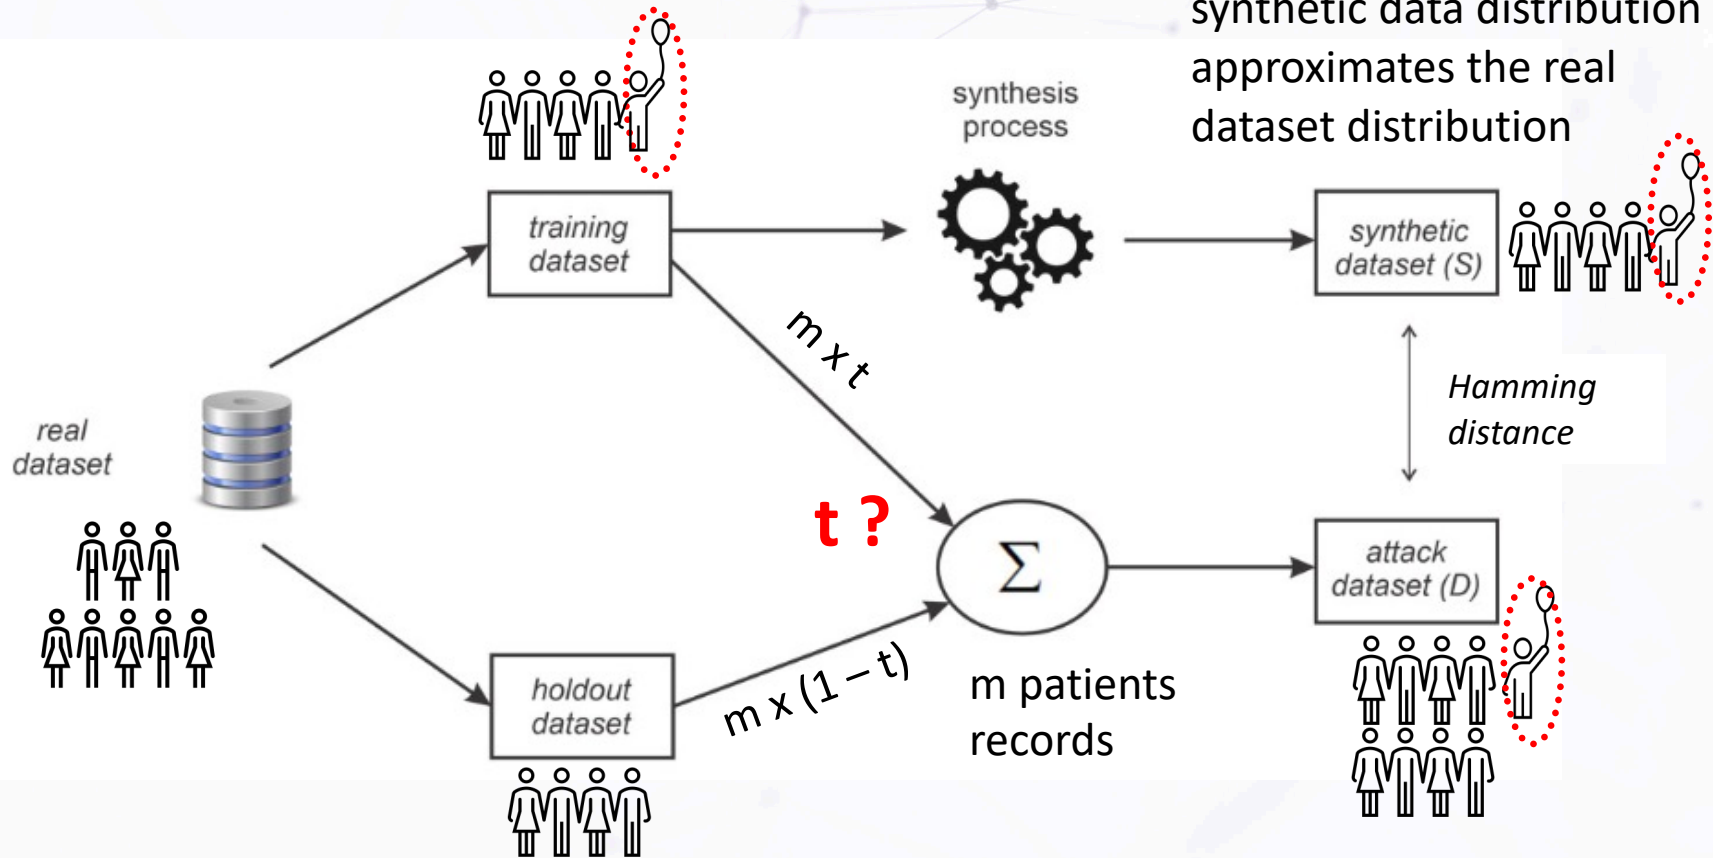 synthetic data distribution
approximates the real
dataset distribution
synthesis
process
training
dataset
synthetic
dataset (S)
m x t
Hamming
distance
real
dataset
t ?
Σ
attack
dataset (D)
holdout
dataset
m x (1 – t)
m patients
records